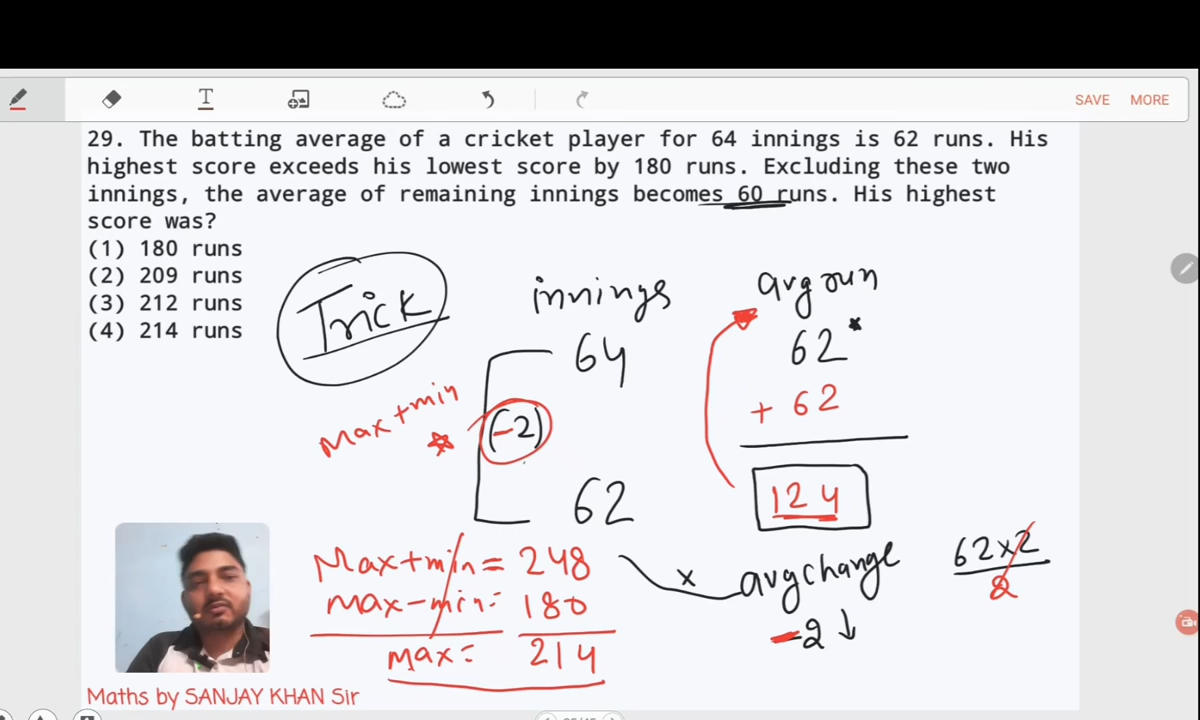 SAVE MORE
29. The batting average of a cricket player for 64 innings is 62 runs. His
highest score exceeds his lowest score by 180 runs. Excluding these two
innings, the average of remaining innings becomes 60 runs. His highest
score was?
(1) 180 runs
(2) 209 runs
(3) 212 runs
(4) 214 runs
Trick
innings avg run
64 62*
Max+min
(-2) + 62
62 124
Max+min = 248
avg change
62x2
2
max-min = 180
-2↓
max = 214
Maths by SANJAY KHAN Sir